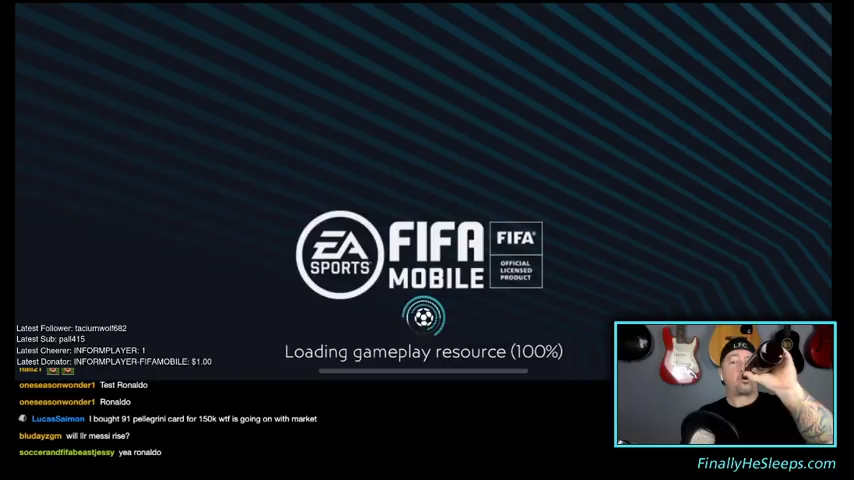 EA
SPORTS
FIFA
MOBILE
FIFA
OFFICIAL
LICENSED
PRODUCT
Loading gameplay resource (100%)
Latest Follower: taciumwolf682
Latest Sub: pall415
Latest Cheerer: INFORMPLAYER: 1
Latest Donator: INFORMPLAYER-FIFAMOBILE: $1.00
oneseasonwonder1 Test Ronaldo
oneseasonwonder1 Ronaldo
LucasSaimon I bought 91 pellegrini card for 150k wtf is going on with market
bludayzgm will llr messi rise?
soccerandfifabeastjessy yea ronaldo
LFC
FinallyHeSleeps.com